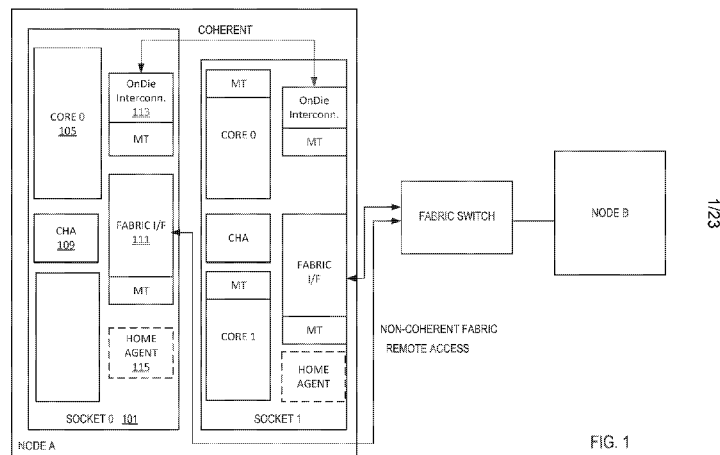 COHERENT
OnDie
Interconn.
113
MT
CORE 0
105
MT
CORE 0
OnDie
Interconn.
MT
CHA
109
FABRIC I/F
111
MT
CHA
FABRIC
I/F
MT
CORE 1
MT
HOME
AGENT
115
HOME
AGENT
SOCKET 0 101
SOCKET 1
NODE A
FABRIC SWITCH
NODE B
NON-COHERENT FABRIC
REMOTE ACCESS
FIG. 1
1/23